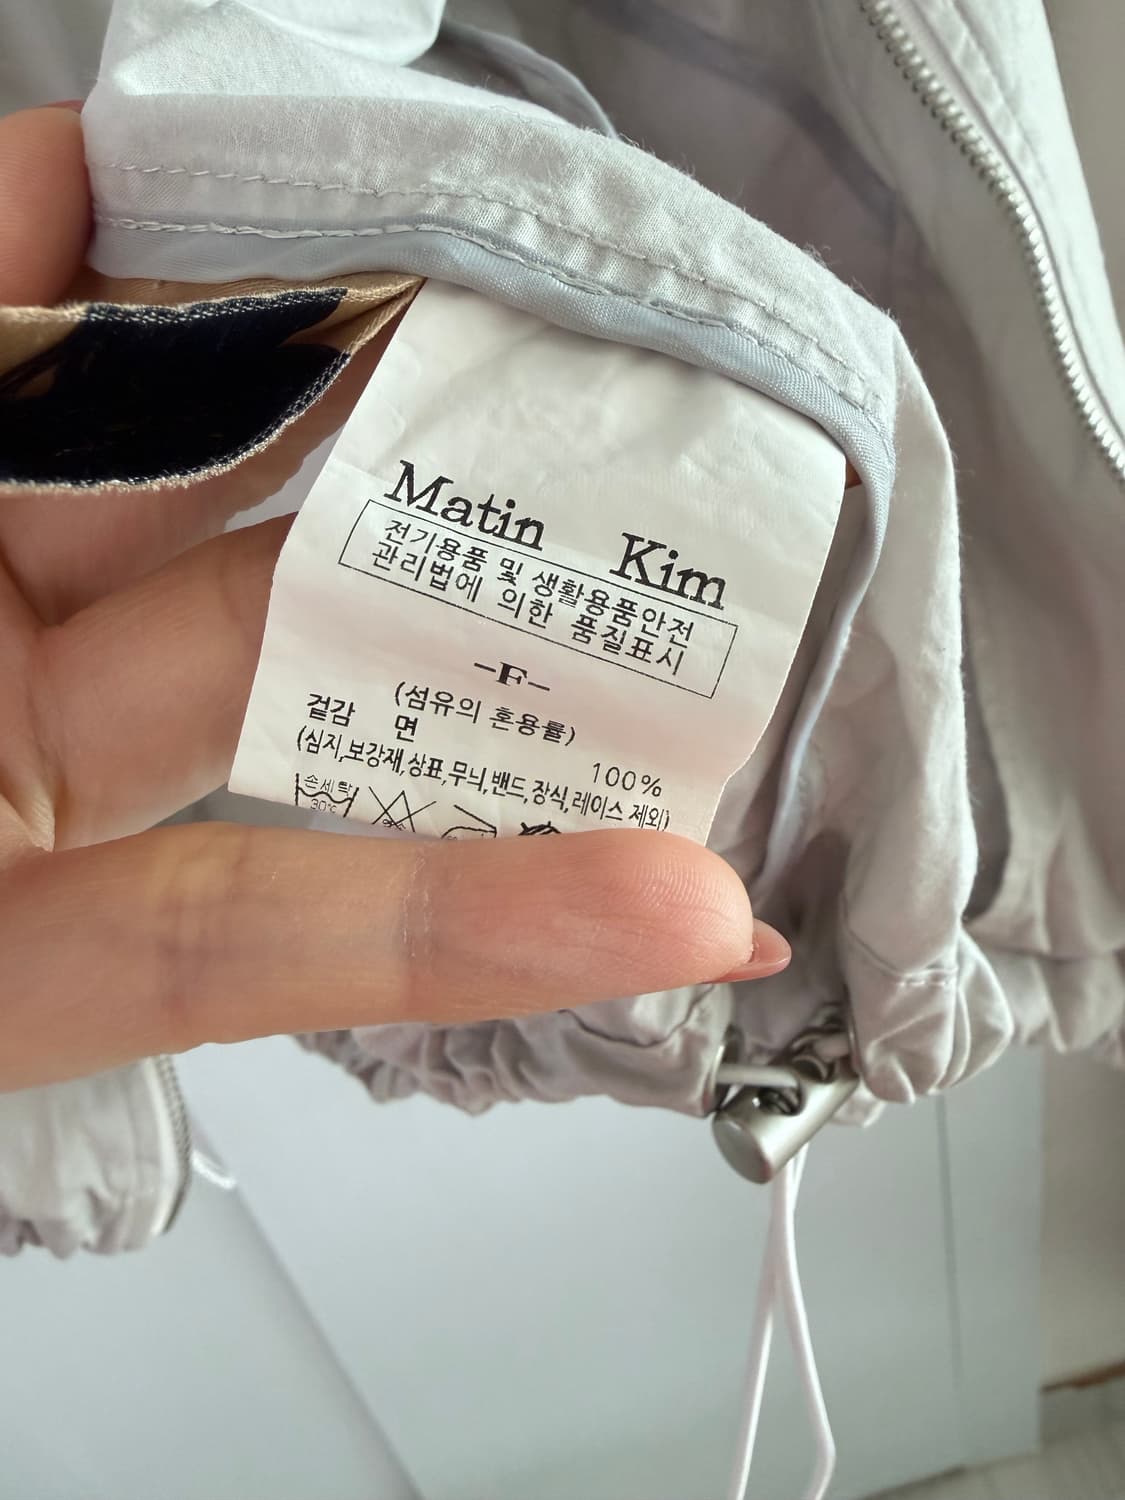 Matin Kim
전기용품 및 생활용품안전
관리법에 의한 품질표시
-F-
(섬유의 혼용률)
겉감 면 100%
(심지,보강재,상표,무늬,밴드,장식,레이스 제외)
손세탁
30℃